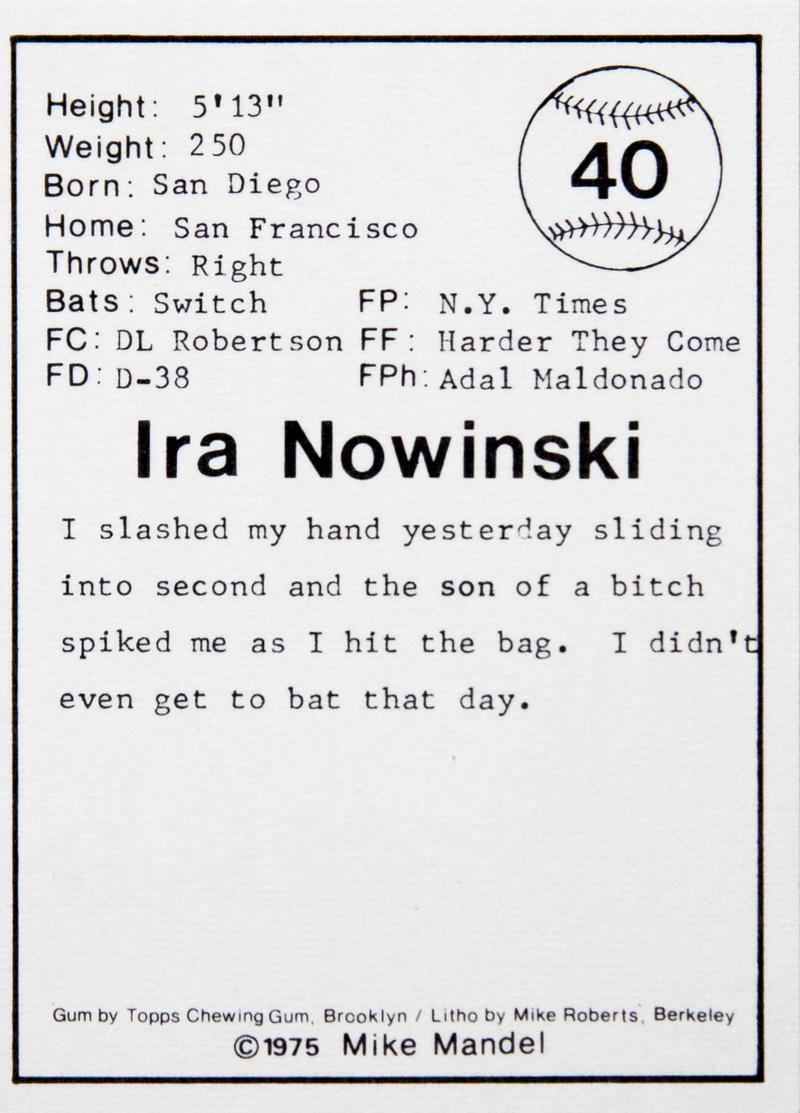 Height: 5'13"
Weight: 250
40
Born: San Diego
Home: San Francisco
Throws: Right
Bats: Switch FP: N.Y. Times
FC: DL Robertson FF: Harder They Come
FD: D-38 FPh: Adal Maldonado
Ira Nowinski
I slashed my hand yesterday sliding
into second and the son of a bitch
spiked me as I hit the bag. I didn't
even get to bat that day.
Gum by Topps Chewing Gum, Brooklyn / Litho by Mike Roberts, Berkeley
©1975 Mike Mandel